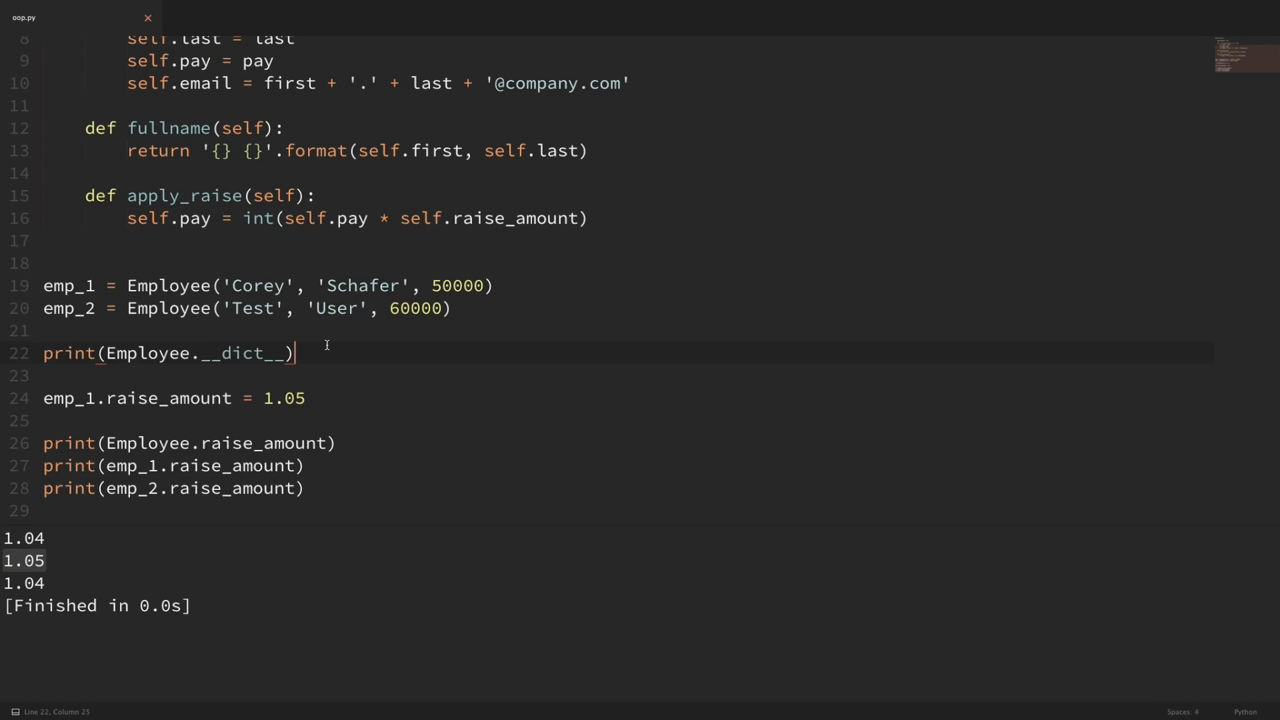 oop.py
8 self.last = last
9 self.pay = pay
10 self.email = first + '.' + last + '@company.com'
11
12 def fullname(self):
13 return '{} {}'.format(self.first, self.last)
14
15 def apply_raise(self):
16 self.pay = int(self.pay * self.raise_amount)
17
18
19 emp_1 = Employee('Corey', 'Schafer', 50000)
20 emp_2 = Employee('Test', 'User', 60000)
21
22 print(Employee.__dict__)
23
24 emp_1.raise_amount = 1.05
25
26 print(Employee.raise_amount)
27 print(emp_1.raise_amount)
28 print(emp_2.raise_amount)
29
1.04
1.05
1.04
[Finished in 0.0s]
Line 22, Column 25 Spaces: 4 Python